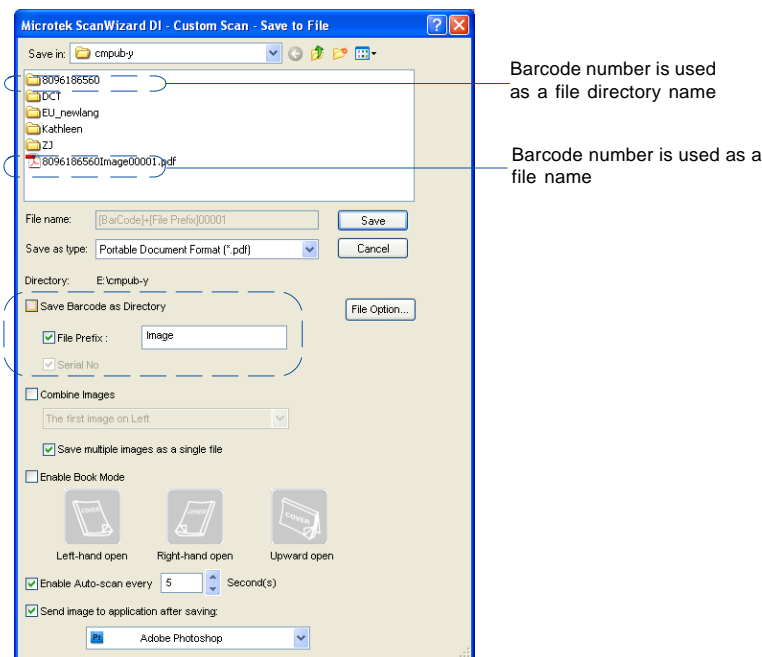 Microtek ScanWizard DI - Custom Scan - Save to File
Save in: cmpub-y
8096186560
DCT
EU_newlang
Kathleen
ZJ
8096186560Image00001.pdf
Barcode number is used
as a file directory name
Barcode number is used as a
file name
File name: [BarCode]+[File Prefix]00001 Save
Save as type: Portable Document Format (*.pdf) Cancel
Directory: E:\cmpub-y
Save Barcode as Directory File Option...
File Prefix : Image
Serial No
Combine Images
The first image on Left
Save multiple images as a single file
Enable Book Mode
COVER COVER COVER
Left-hand open Right-hand open Upward open
Enable Auto-scan every 5 Second(s)
Send image to application after saving:
Ps Adobe Photoshop